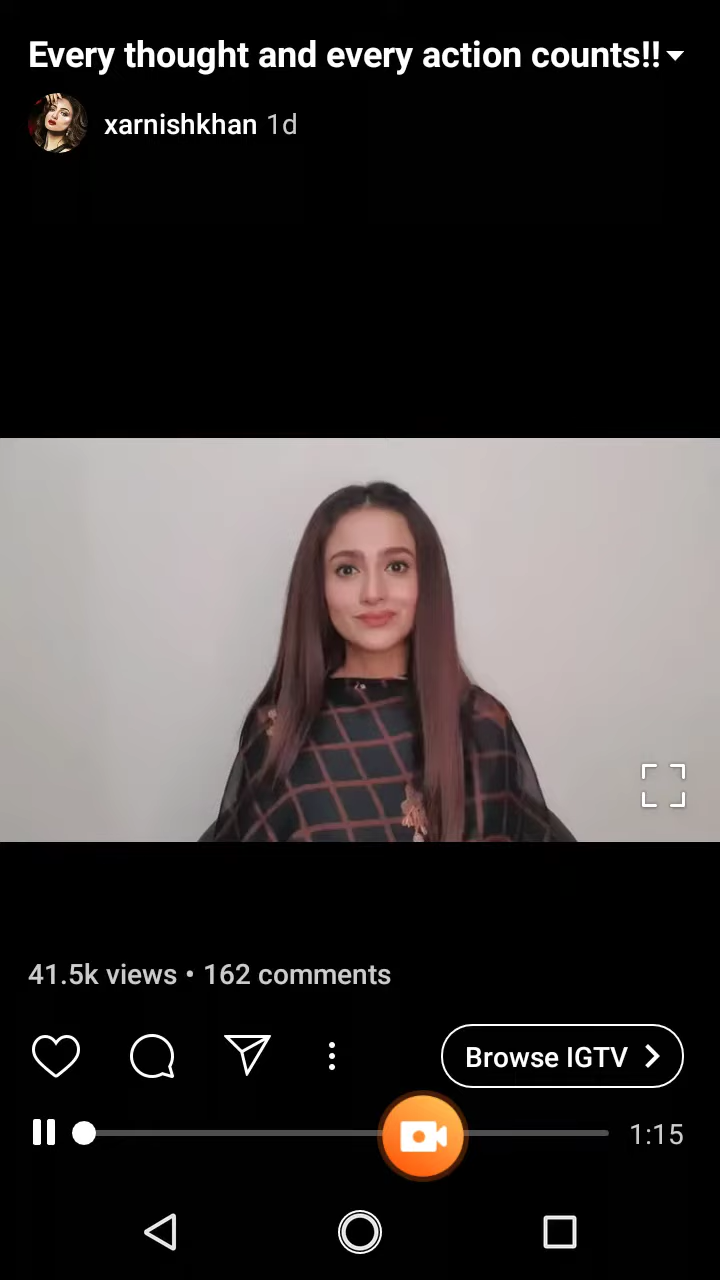 Every thought and every action counts!!
xarnishkhan 1d
41.5k views • 162 comments
Browse IGTV
1:15